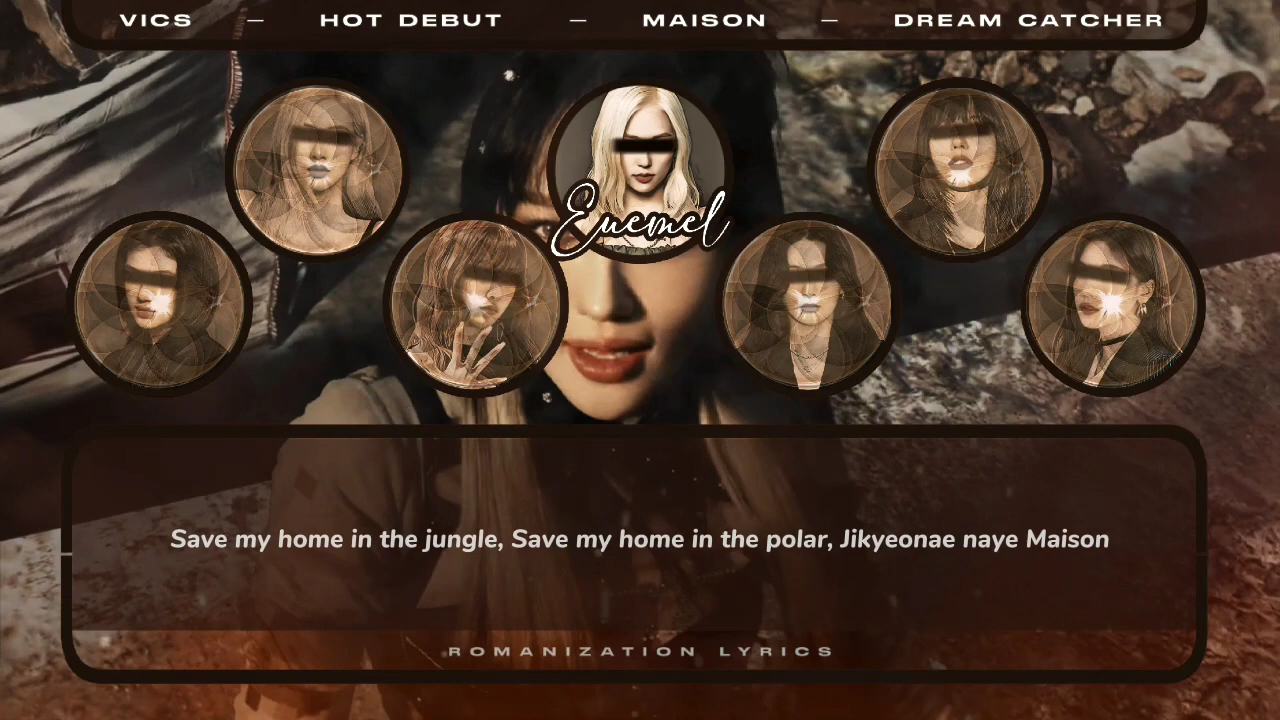 VICS — HOT DEBUT — MAISON — DREAM CATCHER
Euemel
Save my home in the jungle, Save my home in the polar, Jikyeonae naye Maison
ROMANIZATION LYRICS